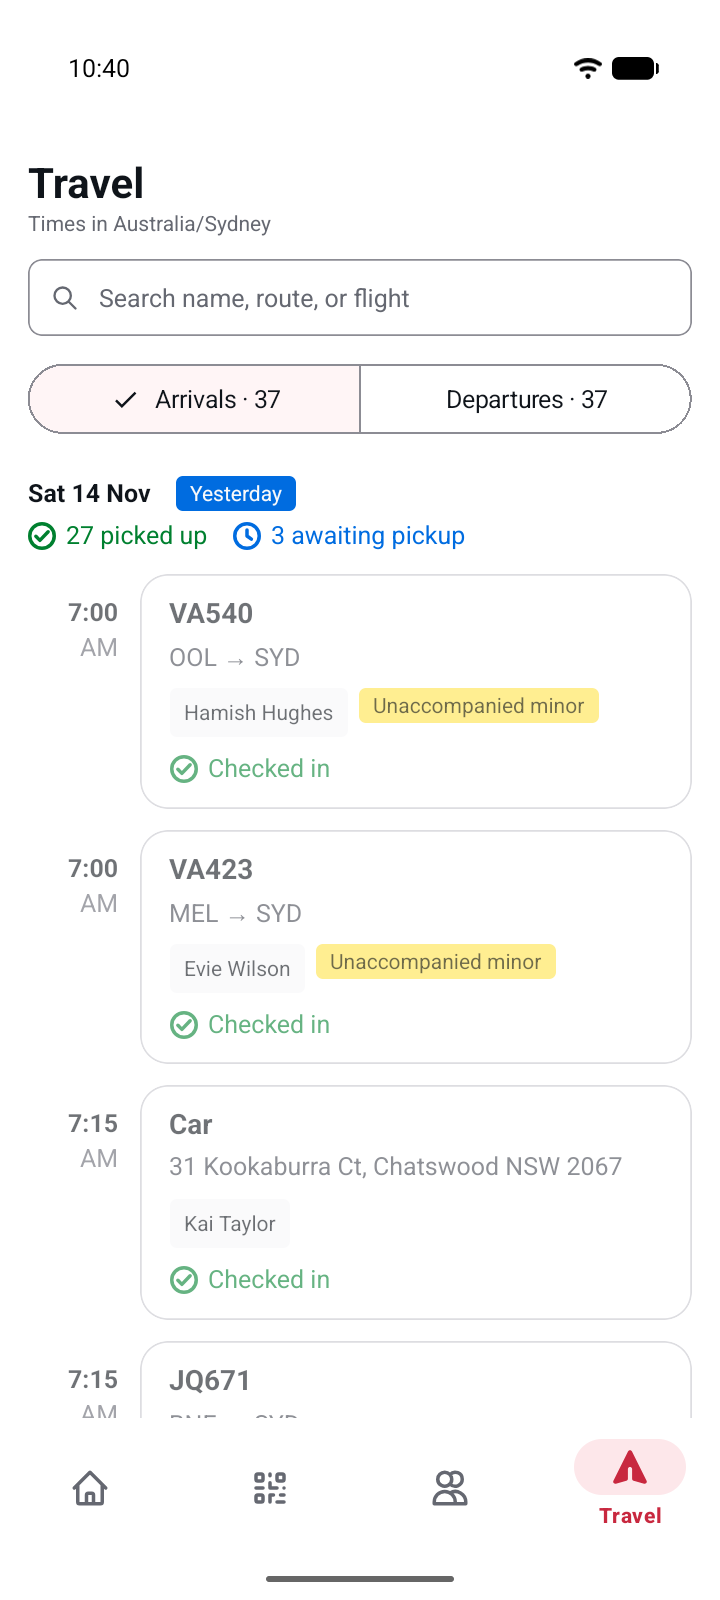 10:40
Travel
Times in Australia/Sydney
Search name, route, or flight
Arrivals · 37
Departures · 37
Sat 14 Nov Yesterday
27 picked up 3 awaiting pickup
7:00 AM
VA540
OOL → SYD
Hamish Hughes Unaccompanied minor
Checked in
7:00 AM
VA423
MEL → SYD
Evie Wilson Unaccompanied minor
Checked in
7:15 AM
Car
31 Kookaburra Ct, Chatswood NSW 2067
Kai Taylor
Checked in
7:15 AM
JQ671
Travel